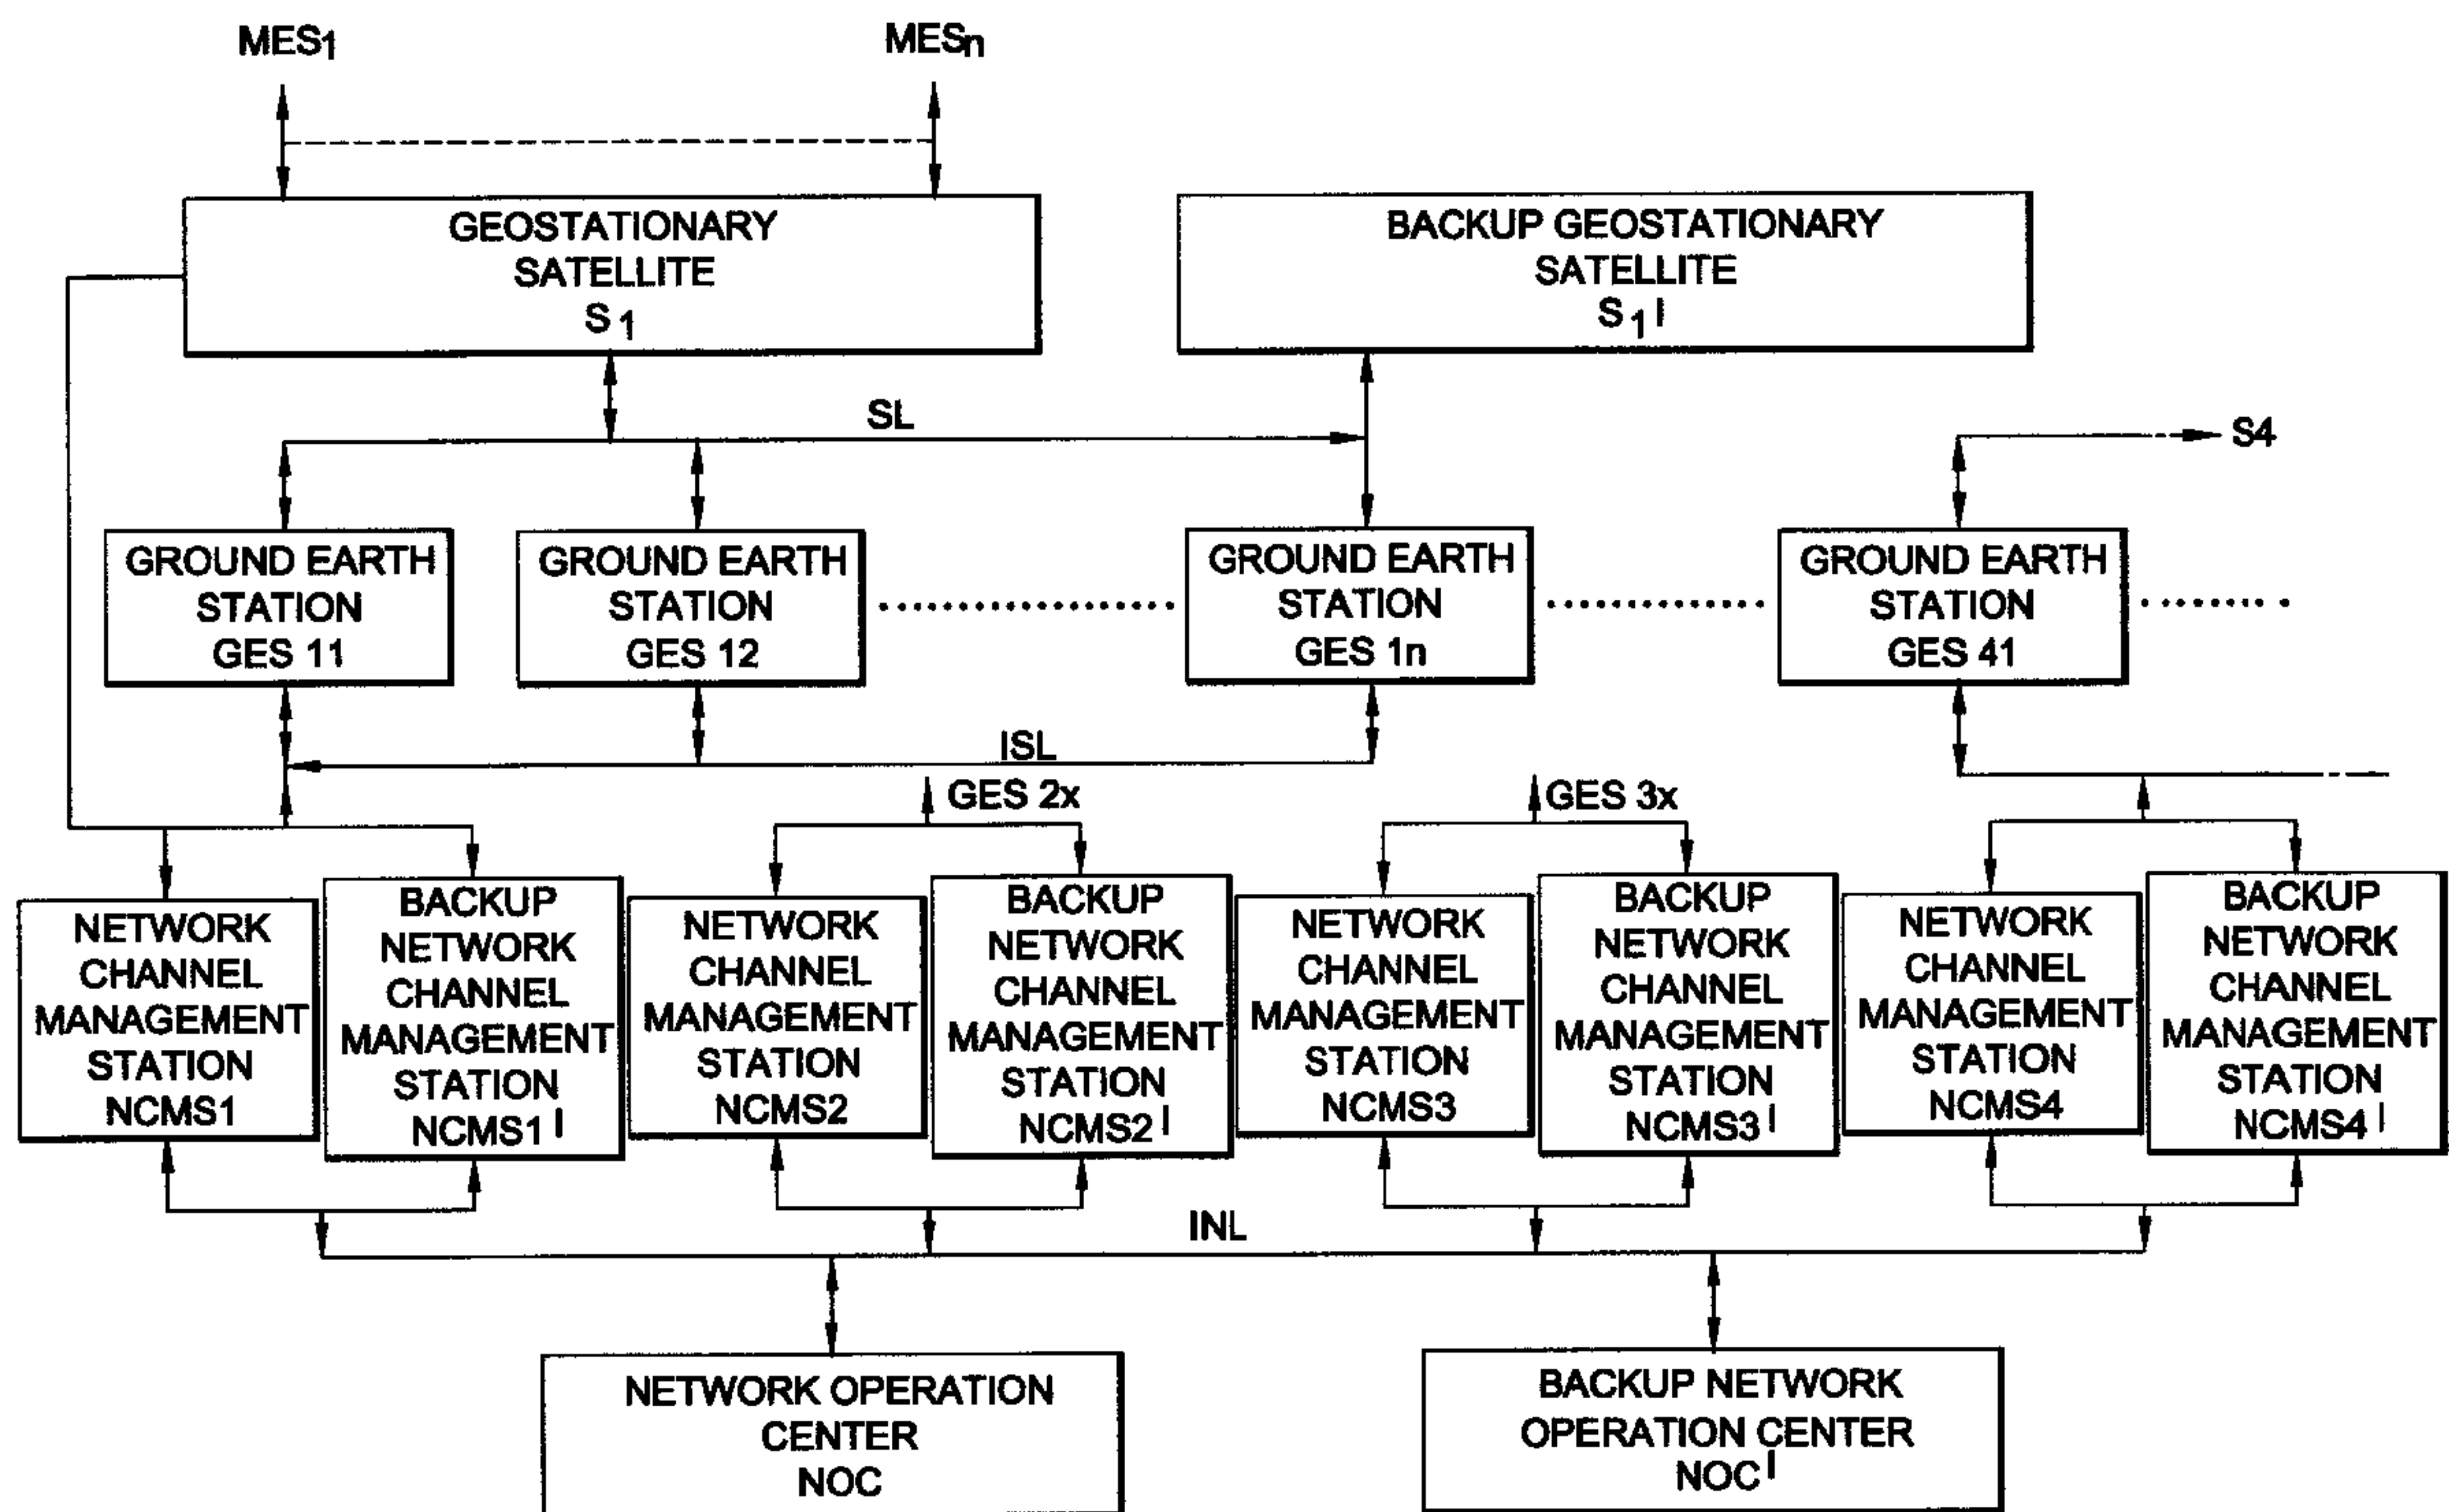 MES1
MESn
GEOSTATIONARY
SATELLITE
S1
BACKUP GEOSTATIONARY
SATELLITE
S1'
SL
S4
GROUND EARTH
STATION
GES 11
GROUND EARTH
STATION
GES 12
GROUND EARTH
STATION
GES 1n
GROUND EARTH
STATION
GES 41
ISL
GES 2x
GES 3x
NETWORK
CHANNEL
MANAGEMENT
STATION
NCMS1
BACKUP
NETWORK
CHANNEL
MANAGEMENT
STATION
NCMS1'
NETWORK
CHANNEL
MANAGEMENT
STATION
NCMS2
BACKUP
NETWORK
CHANNEL
MANAGEMENT
STATION
NCMS2'
NETWORK
CHANNEL
MANAGEMENT
STATION
NCMS3
BACKUP
NETWORK
CHANNEL
MANAGEMENT
STATION
NCMS3'
NETWORK
CHANNEL
MANAGEMENT
STATION
NCMS4
BACKUP
NETWORK
CHANNEL
MANAGEMENT
STATION
NCMS4'
INL
NETWORK OPERATION
CENTER
NOC
BACKUP NETWORK
OPERATION CENTER
NOC'